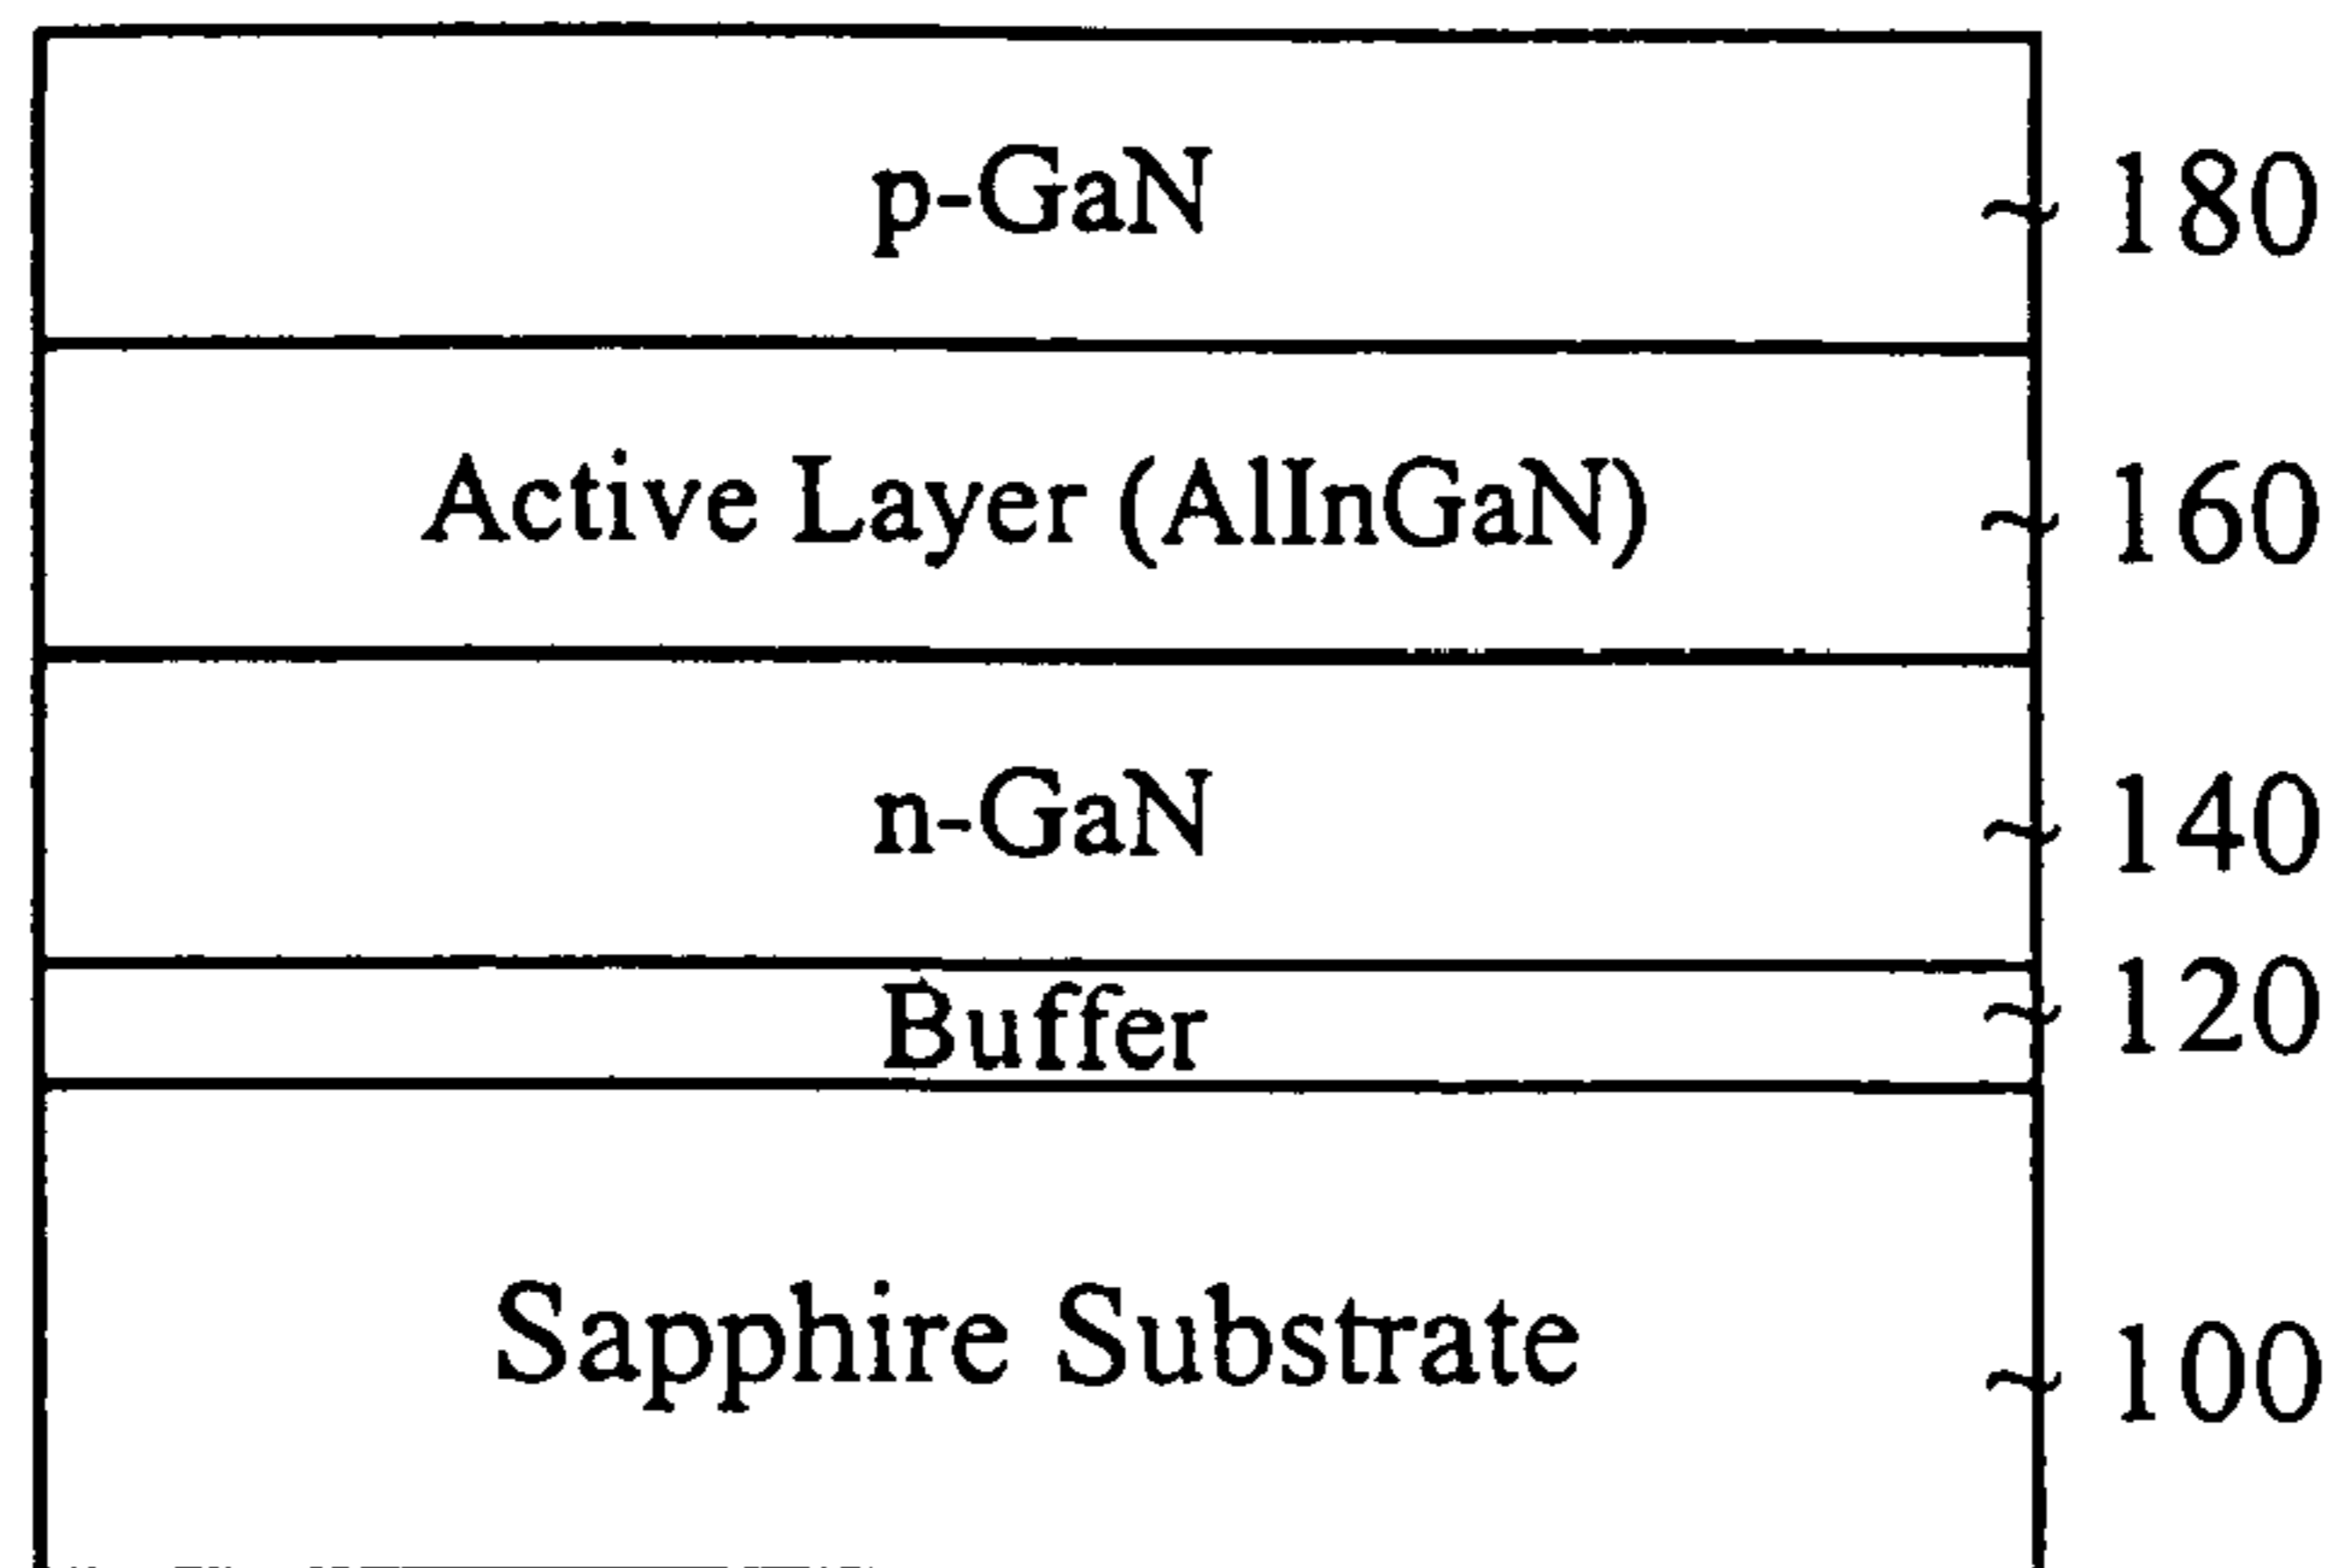 p-GaN 180
Active Layer (AlInGaN) 160
n-GaN 140
Buffer 120
Sapphire Substrate 100